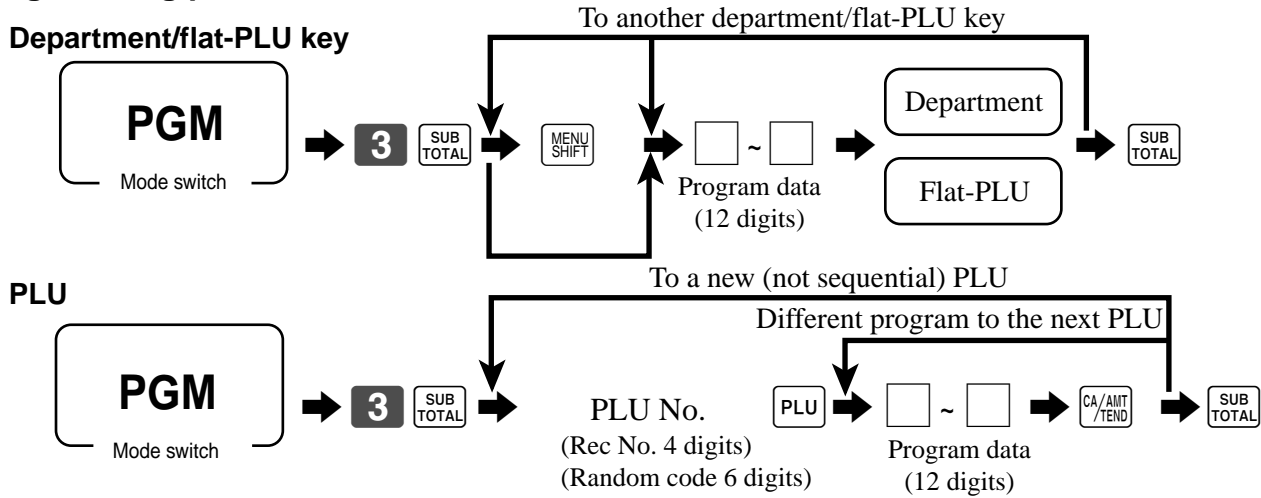 To another department/flat-PLU key
Department/flat-PLU key
PGM
Mode switch
3
SUB
TOTAL
MENU
SHIFT
~
Program data
(12 digits)
Department
Flat-PLU
SUB
TOTAL
To a new (not sequential) PLU
PLU
Different program to the next PLU
PGM
Mode switch
3
SUB
TOTAL
PLU No.
(Rec No. 4 digits)
(Random code 6 digits)
PLU
~
Program data
(12 digits)
CA/AMT
/TEND
SUB
TOTAL